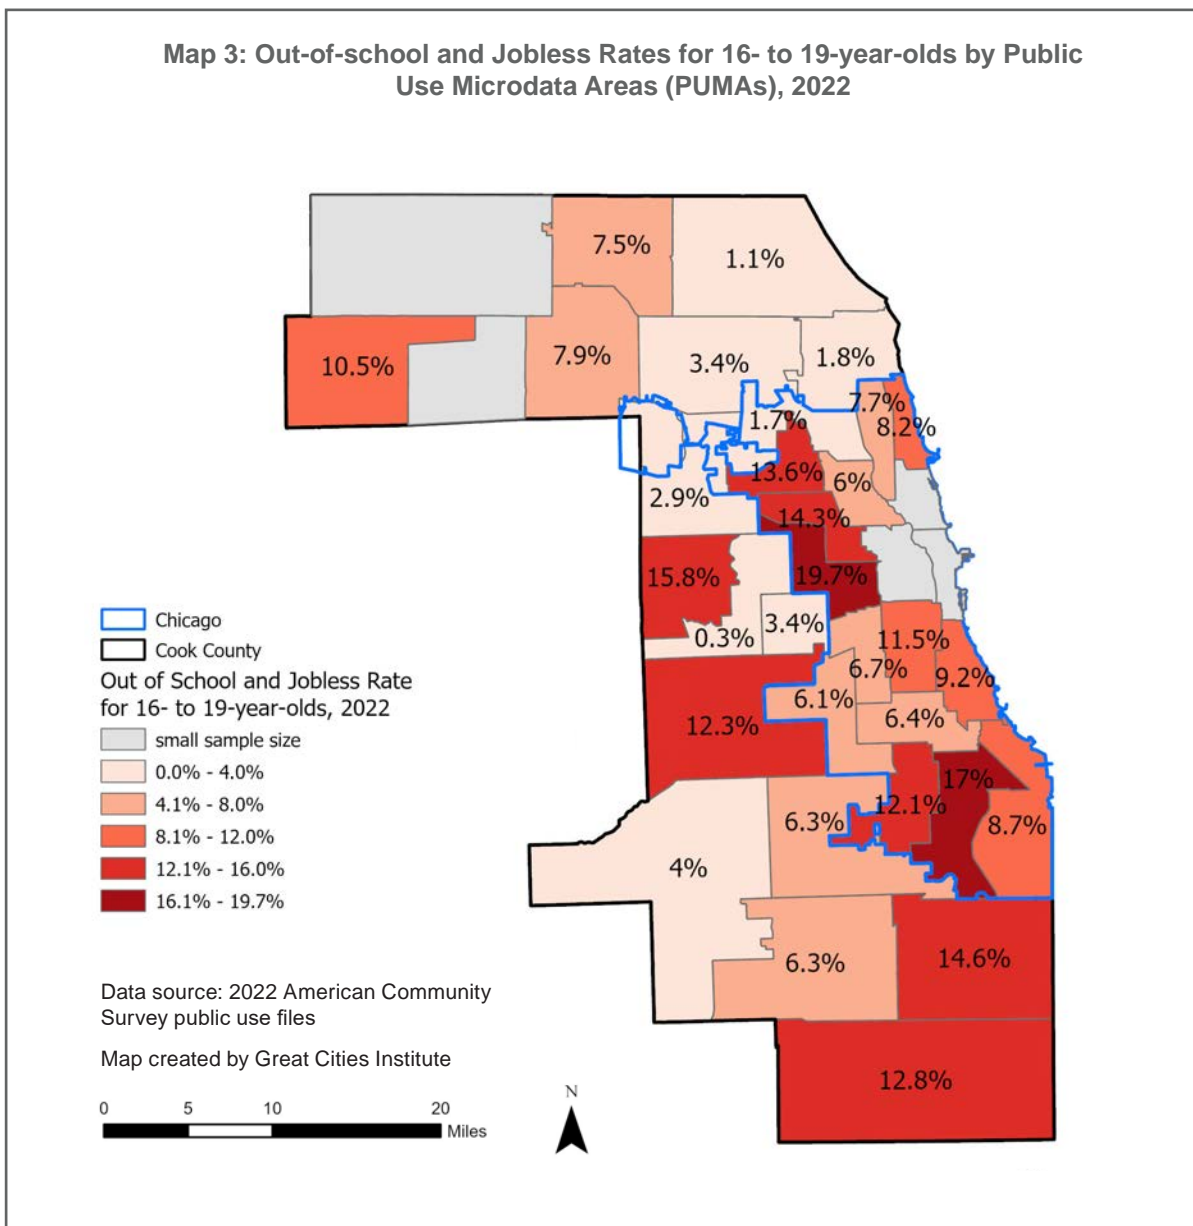 Map 3: Out-of-school and Jobless Rates for 16- to 19-year-olds by Public
Use Microdata Areas (PUMAs), 2022
7.5%
1.1%
10.5%
7.9%
3.4%
1.8%
7.7%
1.7%
8.2%
13.6%
6%
2.9%
14.3%
15.8%
19.7%
0.3%
3.4%
11.5%
6.7%
9.2%
6.1%
6.4%
12.3%
17%
12.1%
6.3%
8.7%
4%
6.3%
14.6%
12.8%
Chicago
Cook County
Out of School and Jobless Rate
for 16- to 19-year-olds, 2022
small sample size
0.0% - 4.0%
4.1% - 8.0%
8.1% - 12.0%
12.1% - 16.0%
16.1% - 19.7%
Data source: 2022 American Community
Survey public use files
Map created by Great Cities Institute
0 5 10 20
Miles
N